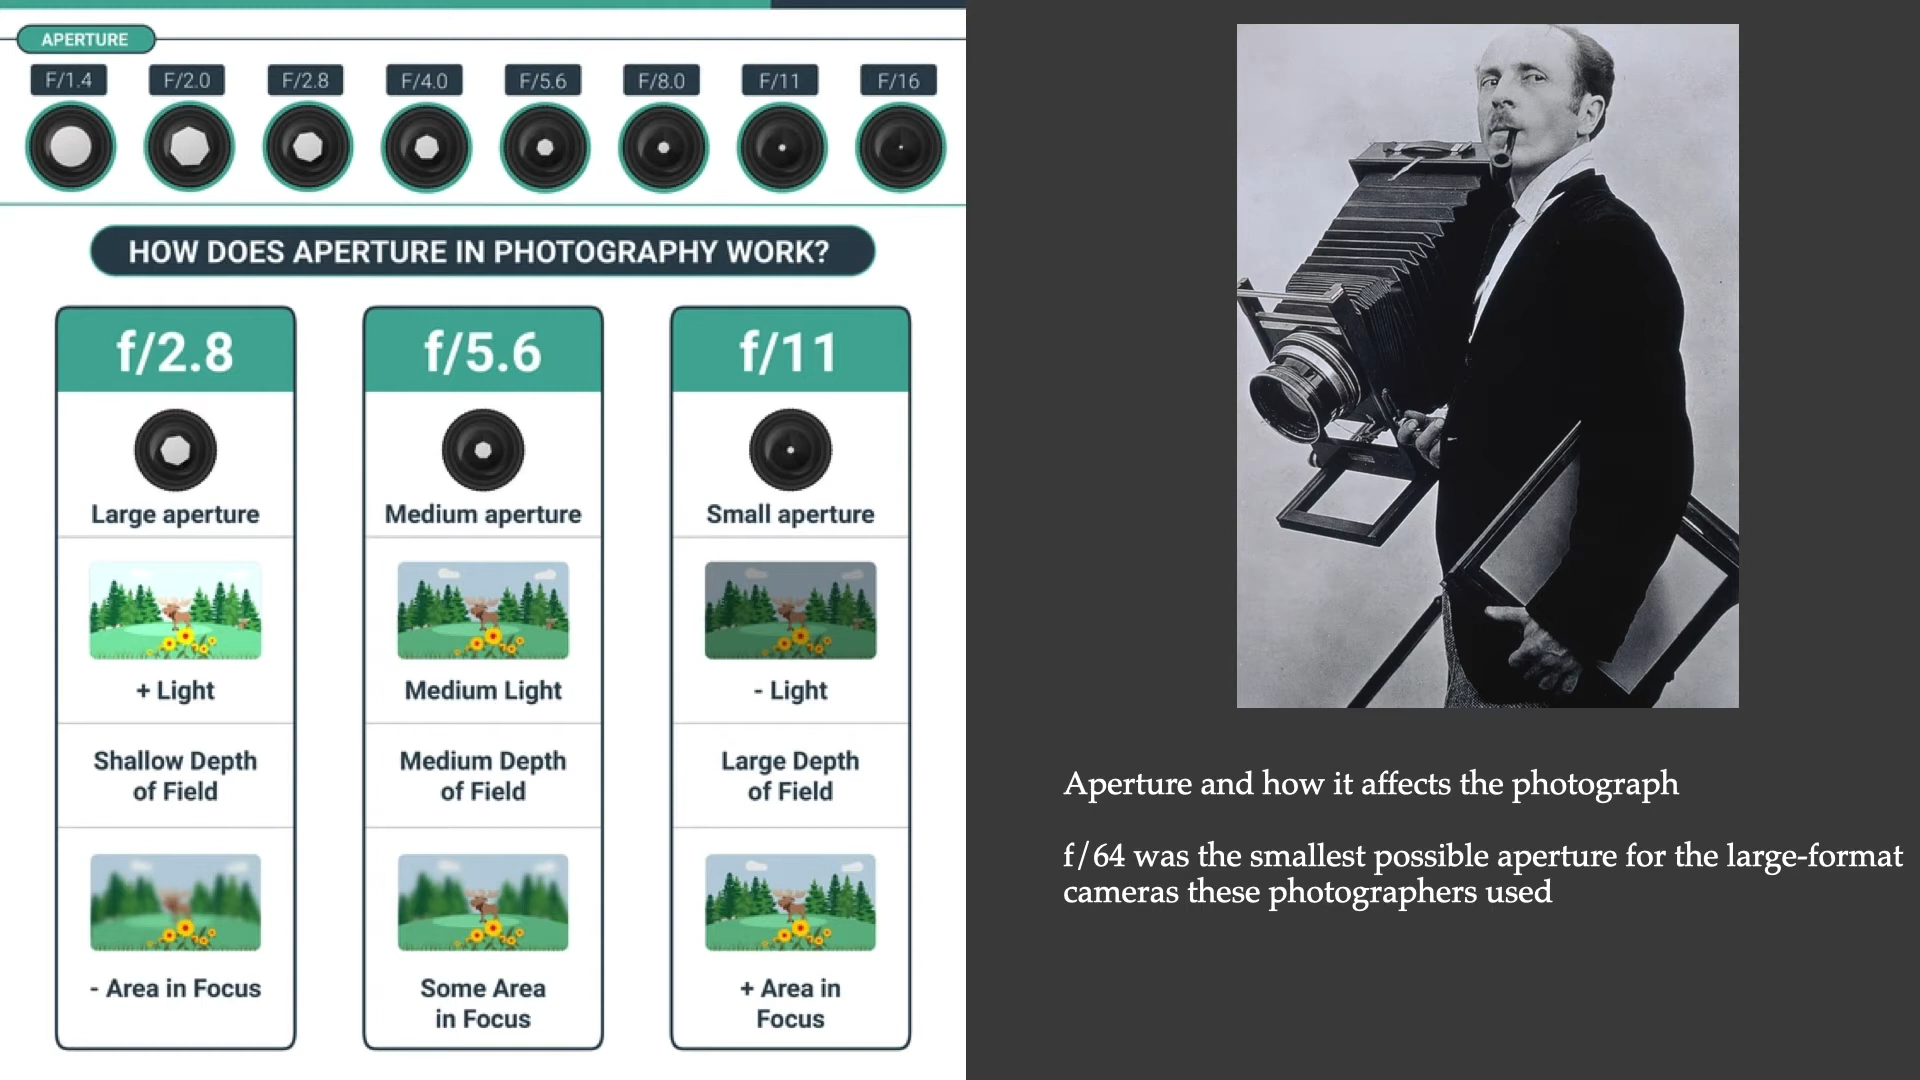 APERTURE
F/1.4 F/2.0 F/2.8 F/4.0 F/5.6 F/8.0 F/11 F/16
HOW DOES APERTURE IN PHOTOGRAPHY WORK?
f/2.8
Large aperture
+ Light
Shallow Depth
of Field
- Area in Focus
f/5.6
Medium aperture
Medium Light
Medium Depth
of Field
Some Area
in Focus
f/11
Small aperture
- Light
Large Depth
of Field
+ Area in
Focus
Aperture and how it affects the photograph
f/64 was the smallest possible aperture for the large-format
cameras these photographers used